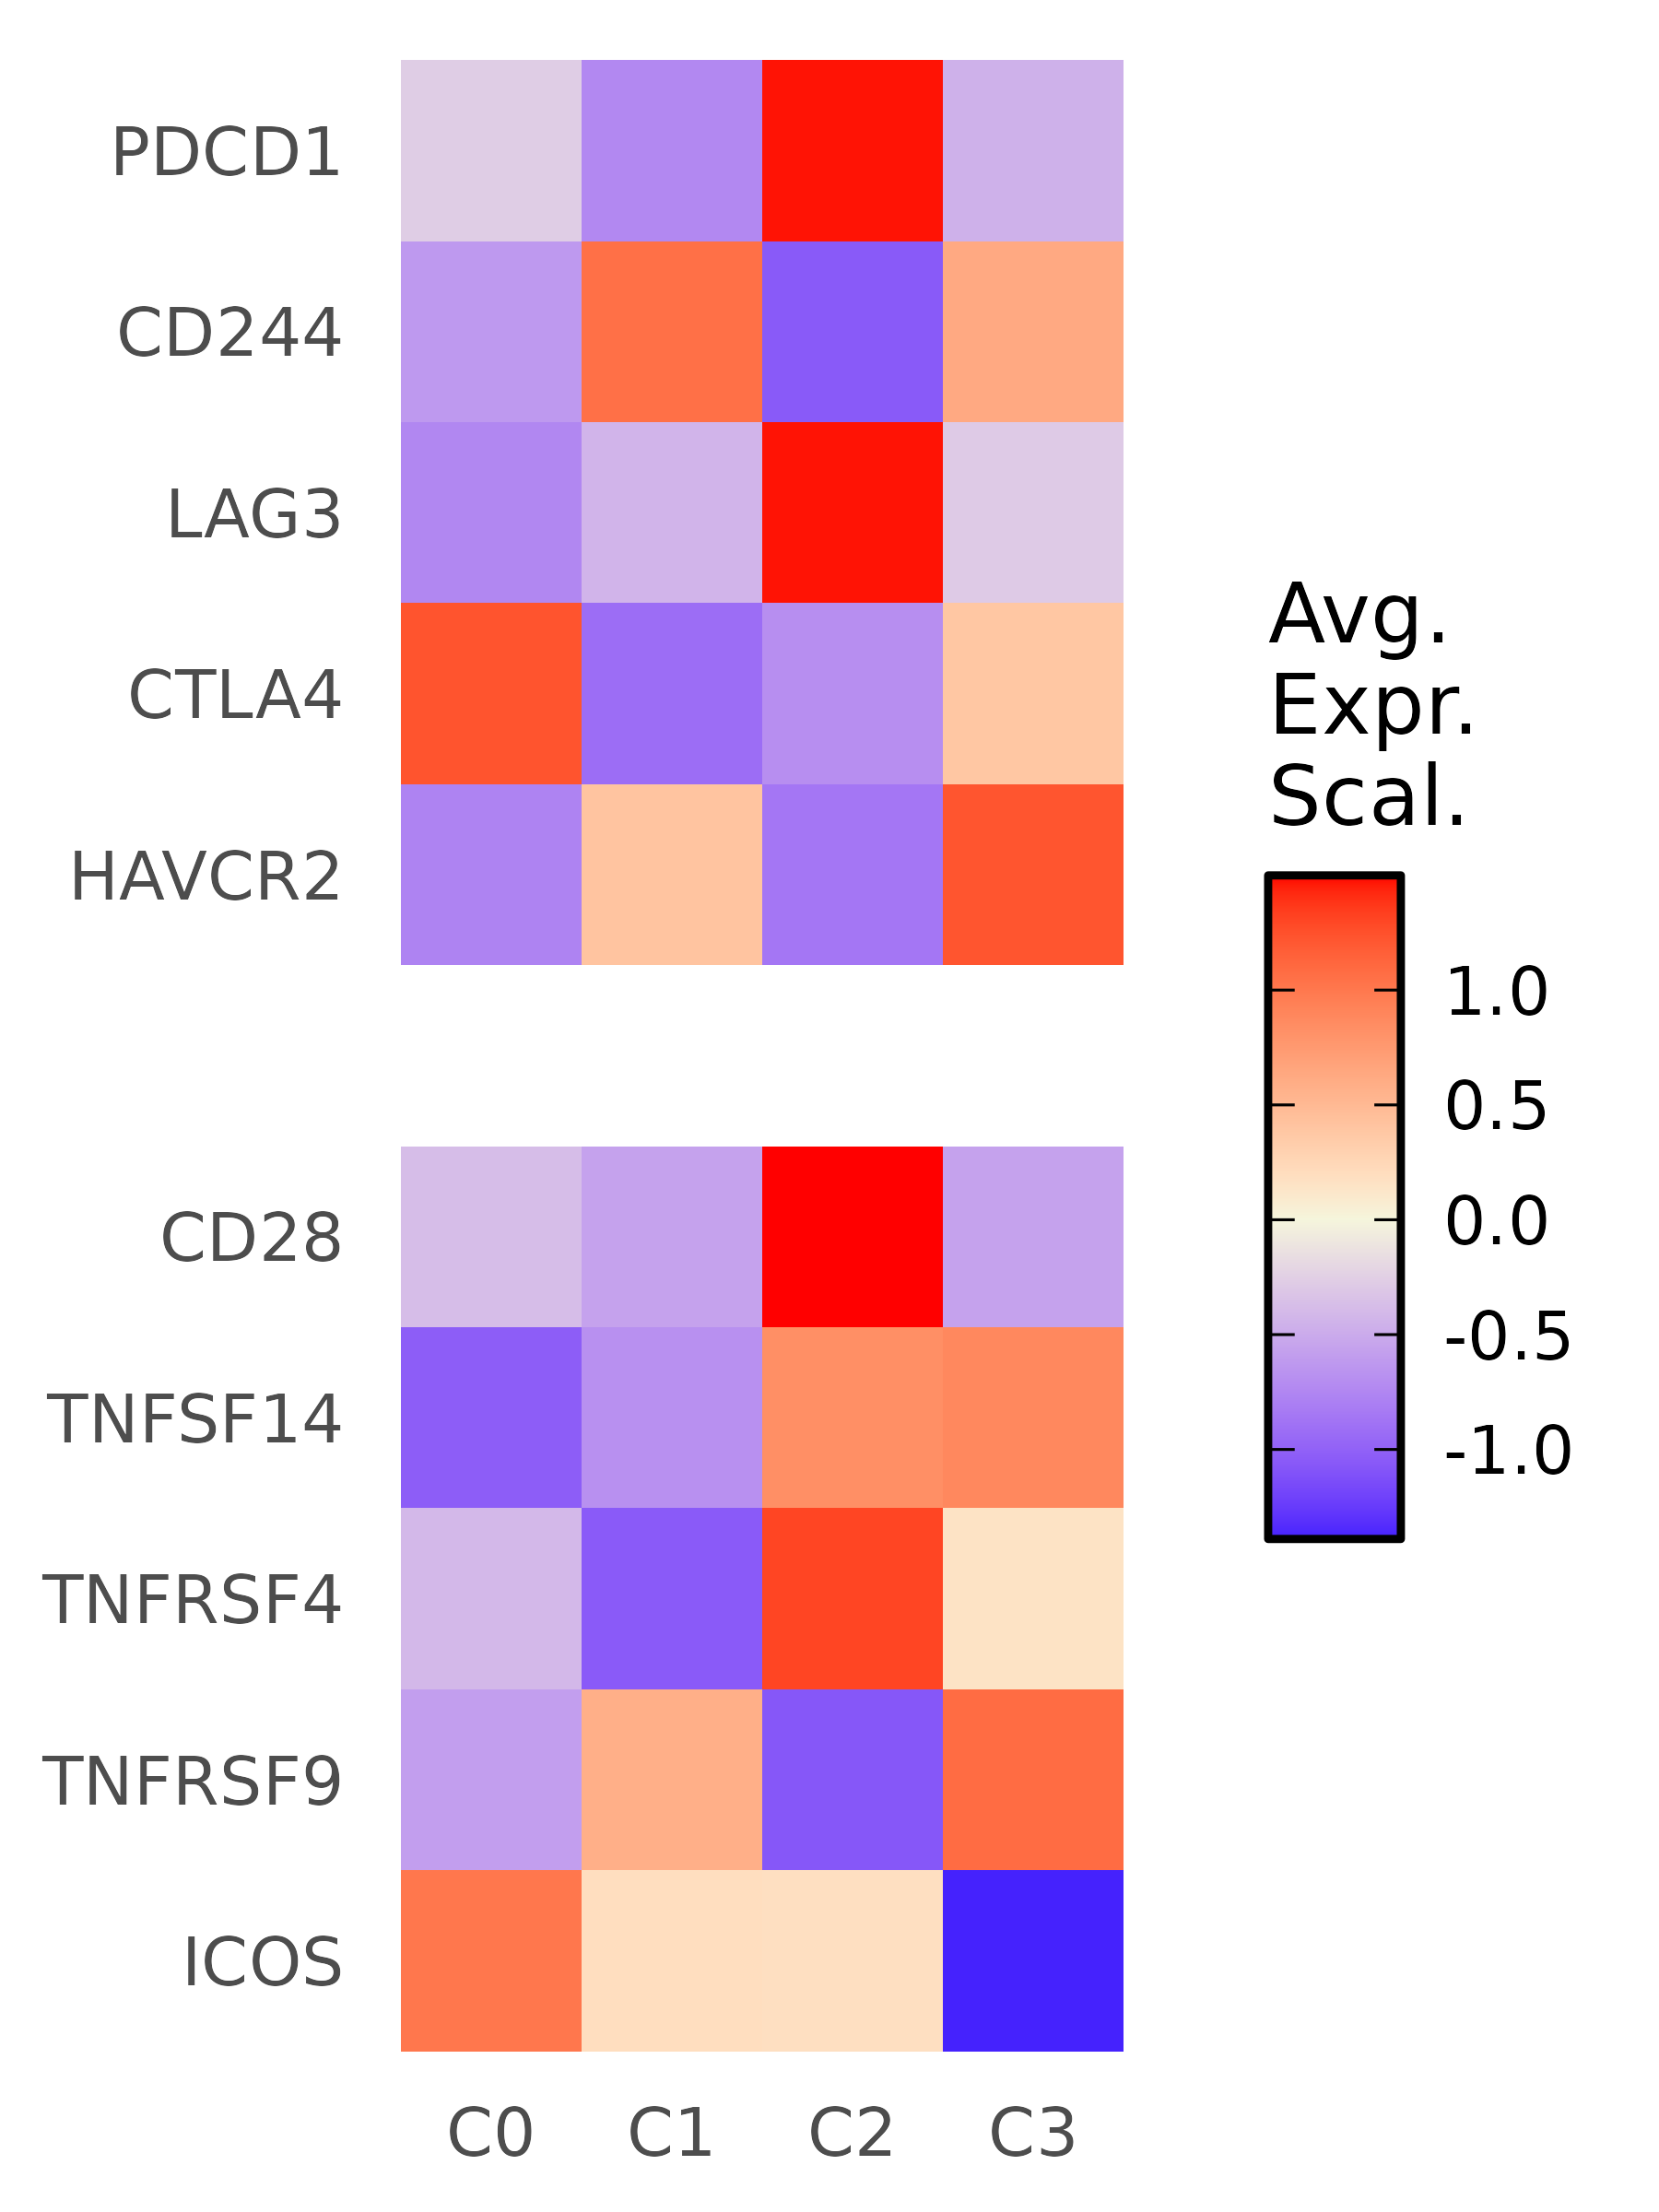 PDCD1
CD244
LAG3
CTLA4
HAVCR2
CD28
TNFSF14
TNFRSF4
TNFRSF9
ICOS
C0 C1 C2 C3
Avg.
Expr.
Scal.
1.0
0.5
0.0
-0.5
-1.0